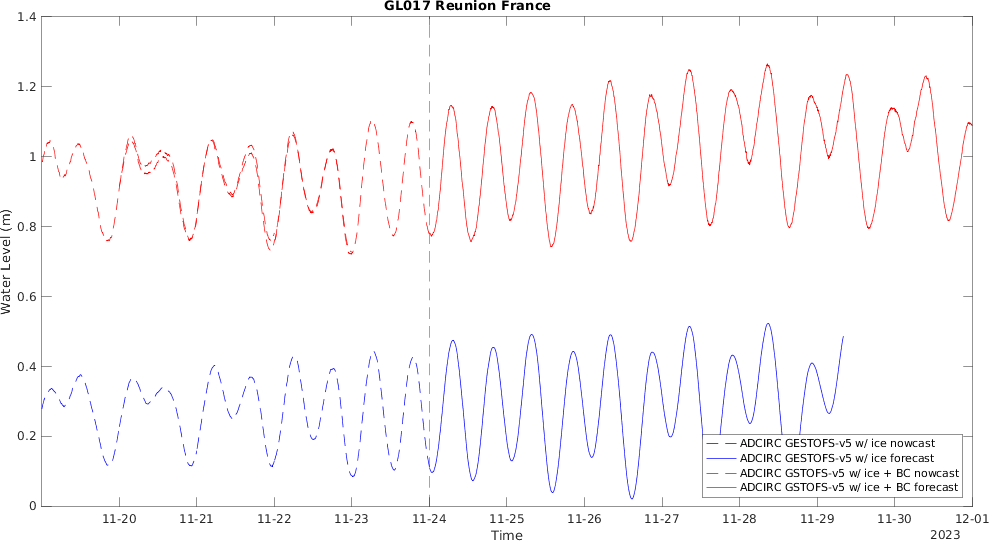 GL017 Reunion France
1.4
1.2
1
0.8
0.6
0.4
0.2
0
Water Level (m)
ADCIRC GESTOFS-v5 w/ ice nowcast
ADCIRC GESTOFS-v5 w/ ice forecast
ADCIRC GSTOFS-v5 w/ ice + BC nowcast
ADCIRC GSTOFS-v5 w/ ice + BC forecast
11-20 11-21 11-22 11-23 11-24 11-25 11-26 11-27 11-28 11-29 11-30 12-01
Time
2023